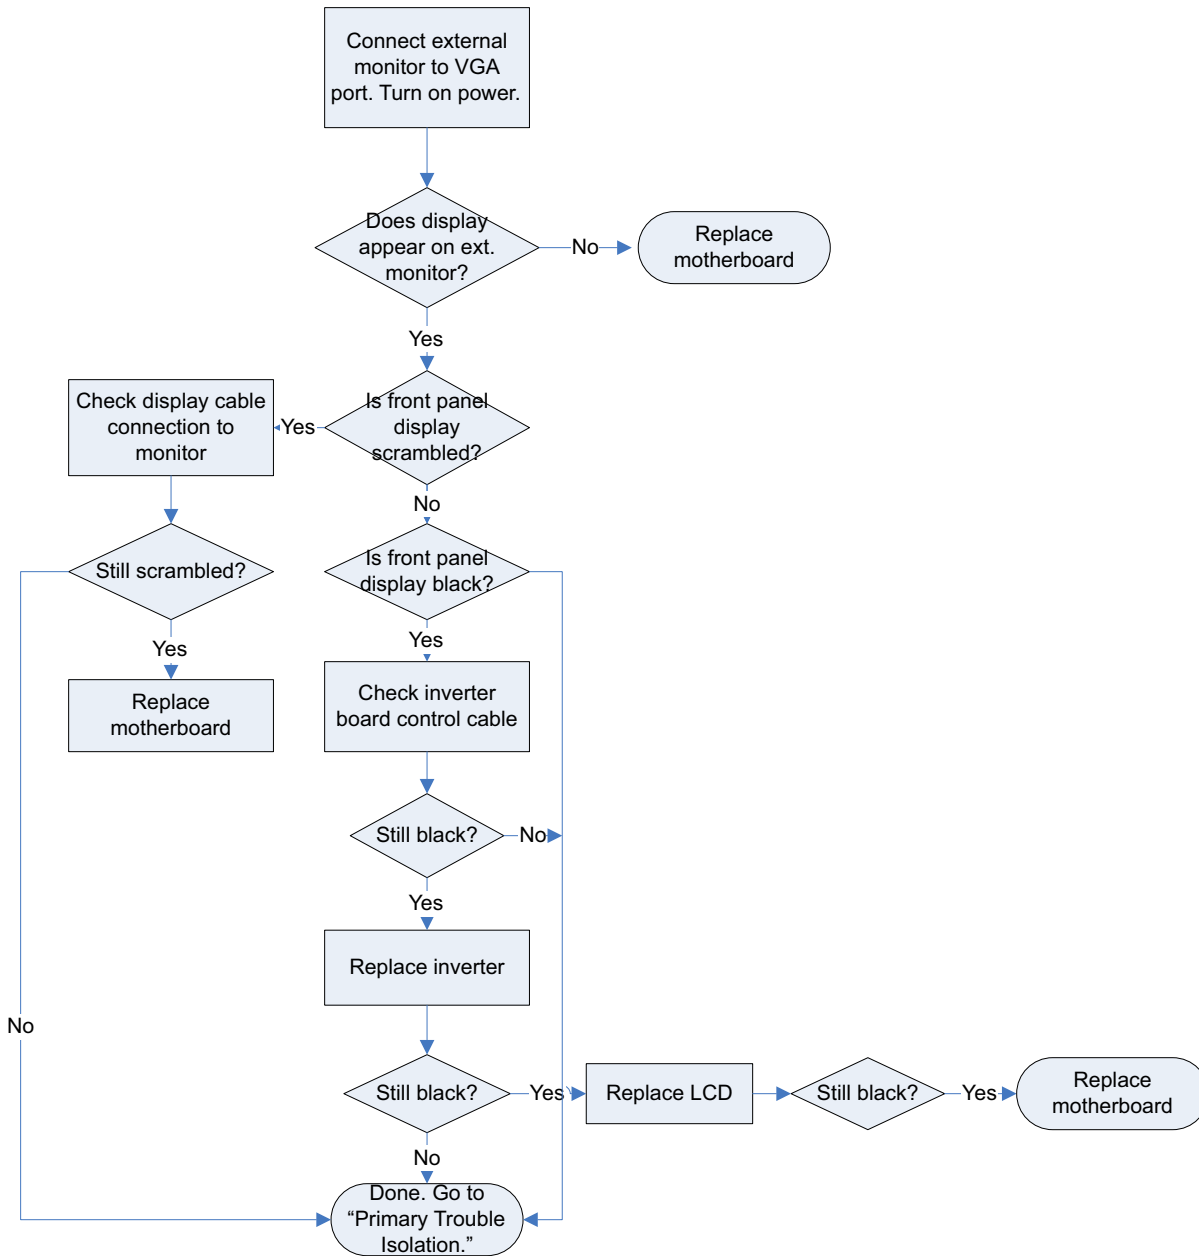 Connect external
monitor to VGA
port. Turn on power.
Does display
appear on ext.
monitor?
No
Replace
motherboard
Yes
Is front panel
display
scrambled?
Yes
Check display cable
connection to
monitor
No
Still scrambled?
Is front panel
display black?
Yes
Yes
Replace
motherboard
Check inverter
board control cable
Still black?
No
Yes
Replace inverter
No
Still black?
Yes
Replace LCD
Still black?
Yes
Replace
motherboard
No
Done. Go to
“Primary Trouble
Isolation.”